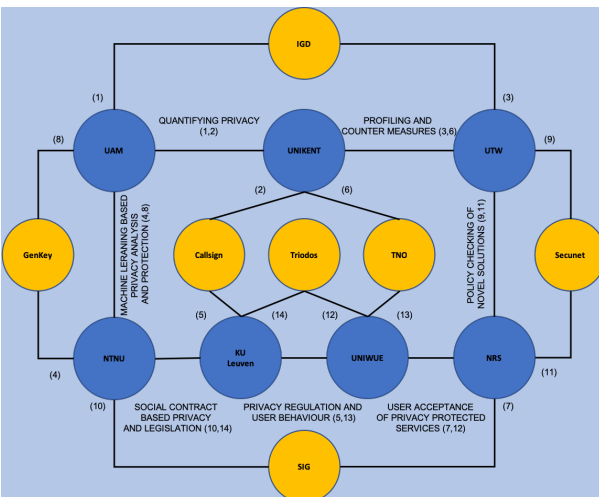 IGD
(1)
(3)
QUANTIFYING PRIVACY
(1,2)
PROFILING AND
COUNTER MEASURES (3,6)
(8)
(9)
UAM
UNIKENT
UTW
(2)
(6)
MACHINE LERANING BASED
PRIVACY ANALYSIS
AND PROTECTION (4,8)
POLICY CHECKING OF
NOVEL SOLUTIONS (9,11)
GenKey
Callsign
Triodos
TNO
Secunet
(5)
(14)
(12)
(13)
NTNU
KU
Leuven
UNIWUE
NRS
(4)
(11)
(10)
(7)
SOCIAL CONTRACT
BASED PRIVACY
AND LEGISLATION (10,14)
PRIVACY REGULATION AND
USER BEHAVIOUR (5,13)
USER ACCEPTANCE
OF PRIVACY PROTECTED
SERVICES (7,12)
SIG